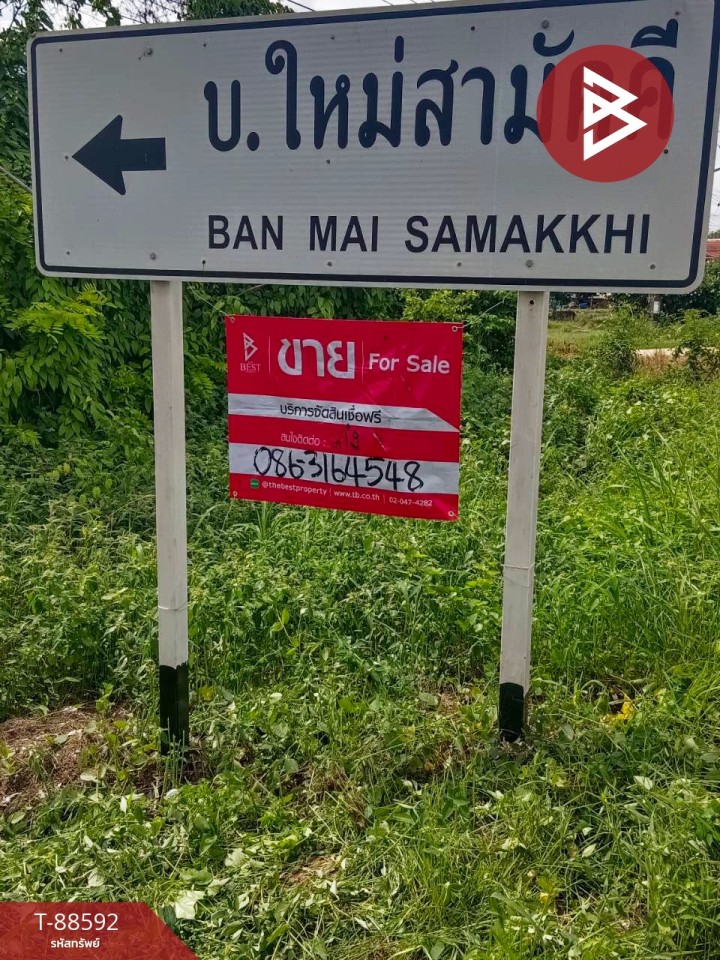 บ.ใหม่สามัคคี
BAN MAI SAMAKKHI
BEST
ขาย For Sale
บริการจัดสินเชื่อฟรี
สนใจติดต่อ :
0863164548
@thebestproperty | www.tb.co.th | 02-047-4282
T-88592
รหัสทรัพย์